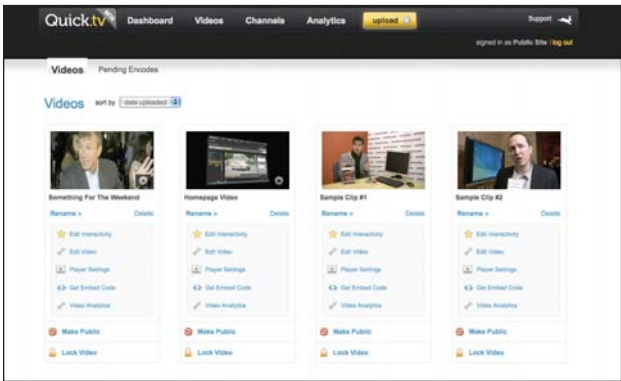 Quick.tv Dashboard Videos Channels Analytics upload Support
signed in as Public Site | log out
Videos Pending Encodes
Videos sort by date uploaded
Something For The Weekend Homepage Video Sample Clip #1 Sample Clip #2
Rename » Delete Rename » Delete Rename » Delete Rename » Delete
Edit Interactivity Edit Interactivity Edit Interactivity Edit Interactivity
Edit Video Edit Video Edit Video Edit Video
Player Settings Player Settings Player Settings Player Settings
Get Embed Code Get Embed Code Get Embed Code Get Embed Code
Video Analytics Video Analytics Video Analytics Video Analytics
Make Public Make Public Make Public Make Public
Lock Video Lock Video Lock Video Lock Video